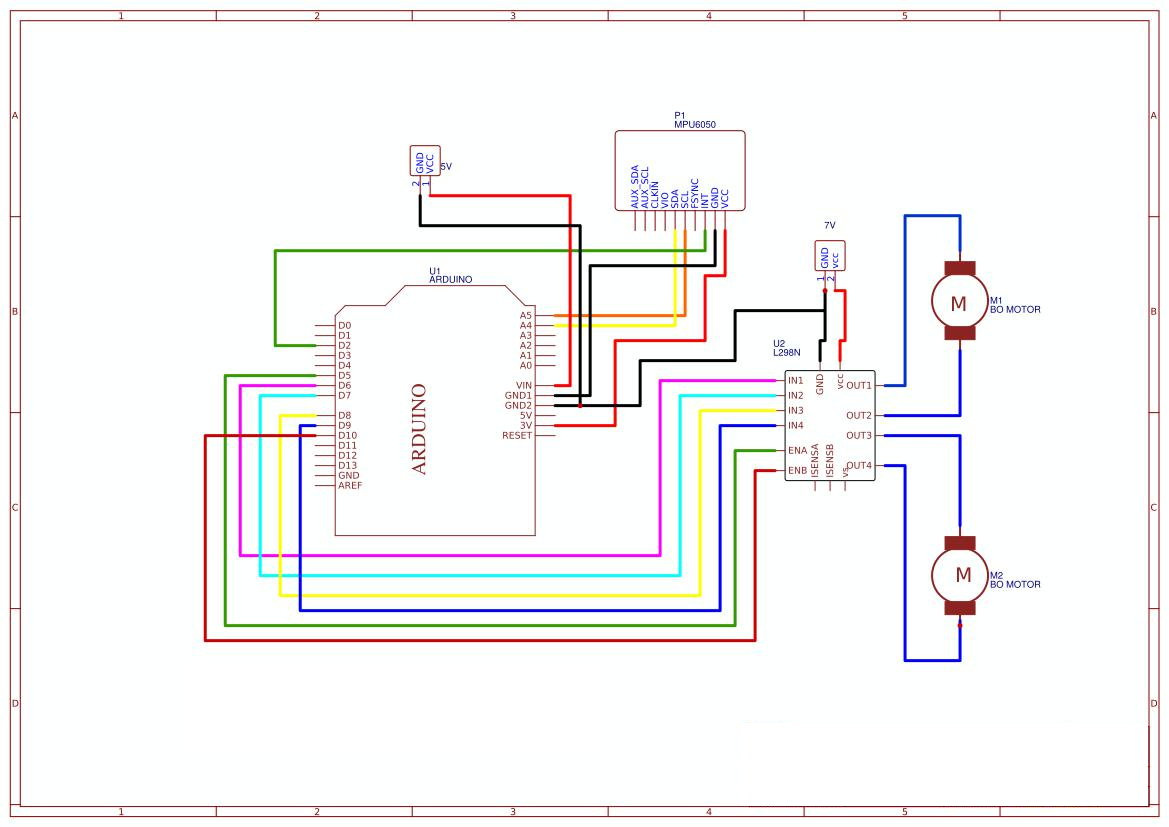 1 2 3 4 5
A
A
P1
MPU6050
AUX_SDA
AUX_SCL
CLKIN
VIO
SDA
SCL
FSYNC
INT
GND
VCC
GND
VCC
5V
2
1
7V
GND
vcc
1
2
U1
ARDUINO
ARDUINO
D0
D1
D2
D3
D4
D5
D6
D7
D8
D9
D10
D11
D12
D13
GND
AREF
A5
A4
A3
A2
A1
A0
VIN
GND1
GND2
5V
3V
RESET
B
B
U2
L298N
IN1
IN2
IN3
IN4
ENA
ENB
GND
vcc
ISENSA
ISENSB
vs
OUT1
OUT2
OUT3
OUT4
M
M1
BO MOTOR
M
M2
BO MOTOR
C
C
D
D
1 2 3 4 5